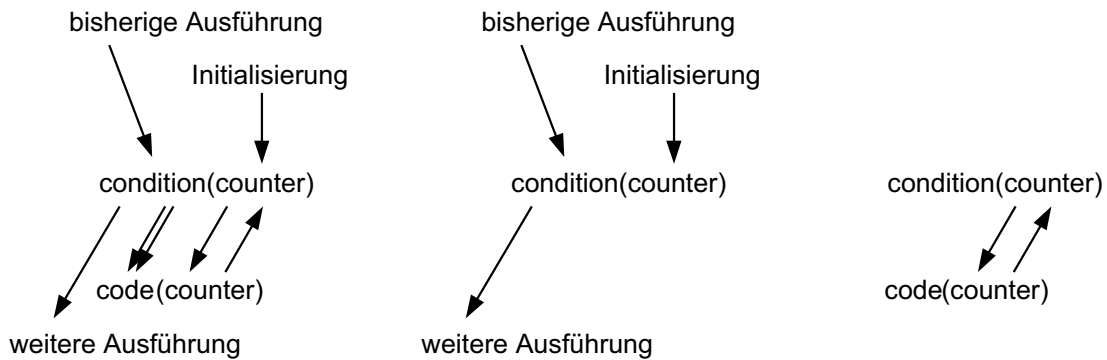 bisherige Ausführung
Initialisierung
condition(counter)
code(counter)
weitere Ausführung
bisherige Ausführung
Initialisierung
condition(counter)
weitere Ausführung
condition(counter)
code(counter)